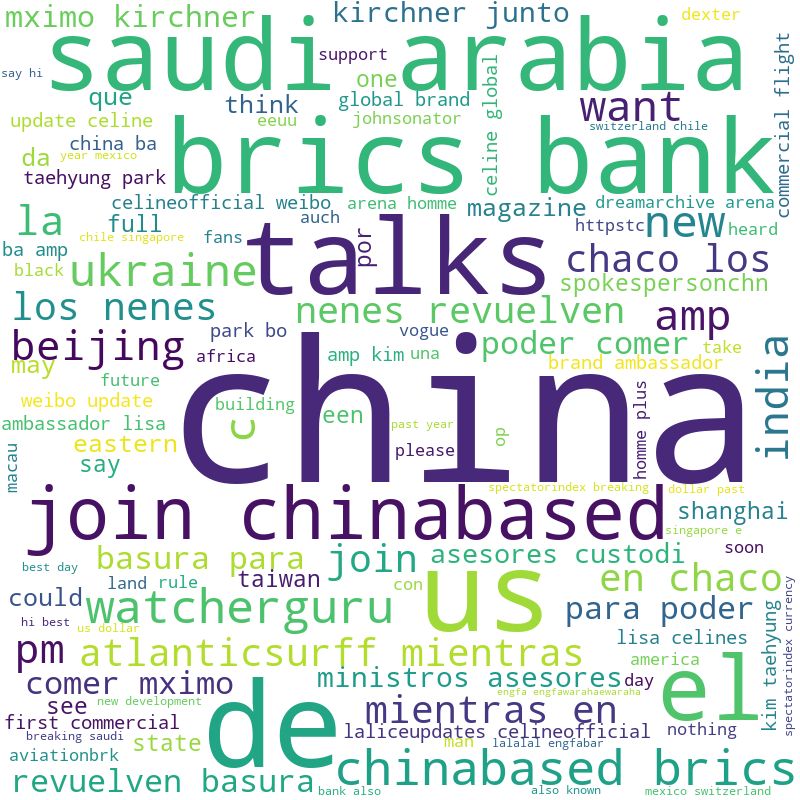 mximo kirchner
kirchner junto
dexter
saudi arabia
support
say hi
que
think
one
global brand
want
commercial flight
update celine
eeuu
johnsonator
celine global
switzerland chile
china ba
brics bank
da
year mexico
taehyung park
celineofficial weibo
arena homme
magazine
dreamarchive arena
la
full
auch
new
httpstc
heard
chile singapore
fans
talks
por
ba amp
black
ukraine
chaco los
spokespersonchn
los nenes
nenes revuelven
amp
park bo
vogue
beijing
poder comer
take
africa
amp kim
una
india
may
brand ambassador
future
china
weibo update
building
homme plus
ambassador lisa
c
een
past year
op
eastern
please
say
macau
spectatorindex breaking
dollar past
join chinabased
shanghai
singapore e
basura para
join
asesores custodi
soon
best day
taiwan
land
rule
con
us
en chaco
could
watcherguru
para poder
spectatorindex currency
hi best
us dollar
kim taehyung
pm
atlanticsurff mientras
lisa celines
america
comer mximo
de
ministros asesores
day
el
engfa engfawarahaewaraha
see
new development
mientras en
first commercial
laliceupdates celineofficial
nothing
breaking saudi
state
man
lalalal engfabar
aviationbrk
chinabased brics
revuelven basura
bank also
also known
mexico switzerland